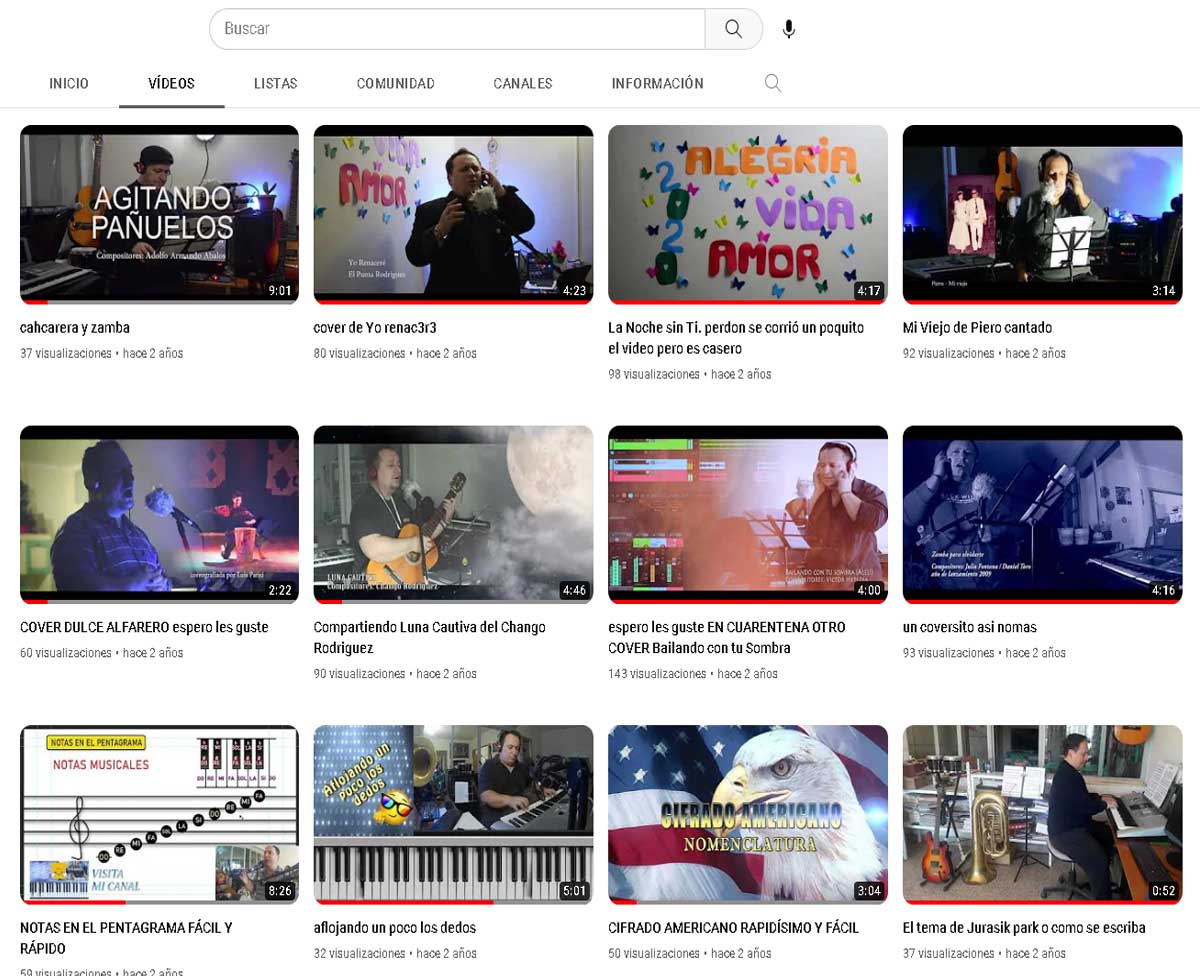 Buscar
INICIO VÍDEOS LISTAS COMUNIDAD CANALES INFORMACIÓN
AGITANDO
PAÑUELOS
Compositores: Adolfo Armando Abalos
9:01
VIDA
AMOR
Yo Renaceré
El Puma Rodriguez
4:23
ALEGRIA
2020
VIDA
AMOR
4:17
Piero - Mi viejo
3:14
cahcarera y zamba
cover de Yo renac3r3
La Noche sin Ti. perdon se corrió un poquito
el video pero es casero
Mi Viejo de Piero cantado
37 visualizaciones • hace 2 años
80 visualizaciones • hace 2 años
98 visualizaciones • hace 2 años
92 visualizaciones • hace 2 años
coreografiada por Luis
2:22
LUNA CAUTIVA
Compositores: Chango Rodriguez
4:46
BAILANDO CON TU SOMBRA (ALELI)
COMPOSITORES: VICTOR HEREDIA
4:00
Zamba para olvidarte
Compositores: Julio Fontana / Daniel Toro
año de lanzamiento 2009
4:16
COVER DULCE ALFARERO espero les guste
Compartiendo Luna Cautiva del Chango
Rodriguez
espero les guste EN CUARENTENA OTRO
COVER Bailando con tu Sombra
un coversito asi nomas
60 visualizaciones • hace 2 años
90 visualizaciones • hace 2 años
143 visualizaciones • hace 2 años
93 visualizaciones • hace 2 años
NOTAS EN EL PENTAGRAMA
NOTAS MUSICALES
RE MI SOL LA SI
DO RE MI FA SOL LA SI DO
DO RE MI FA SOL LA SI DO RE MI FA
VISITA
MI CANAL
8:26
Aflojando un
poco los
dedos
5:01
CIFRADO AMERICANO
NOMENCLATURA
3:04
0:52
NOTAS EN EL PENTAGRAMA FÁCIL Y
RÁPIDO
aflojando un poco los dedos
CIFRADO AMERICANO RAPIDÍSIMO Y FÁCIL
El tema de Jurasik park o como se escriba
59 visualizaciones • hace 2 años
32 visualizaciones • hace 2 años
50 visualizaciones • hace 2 años
37 visualizaciones • hace 2 años